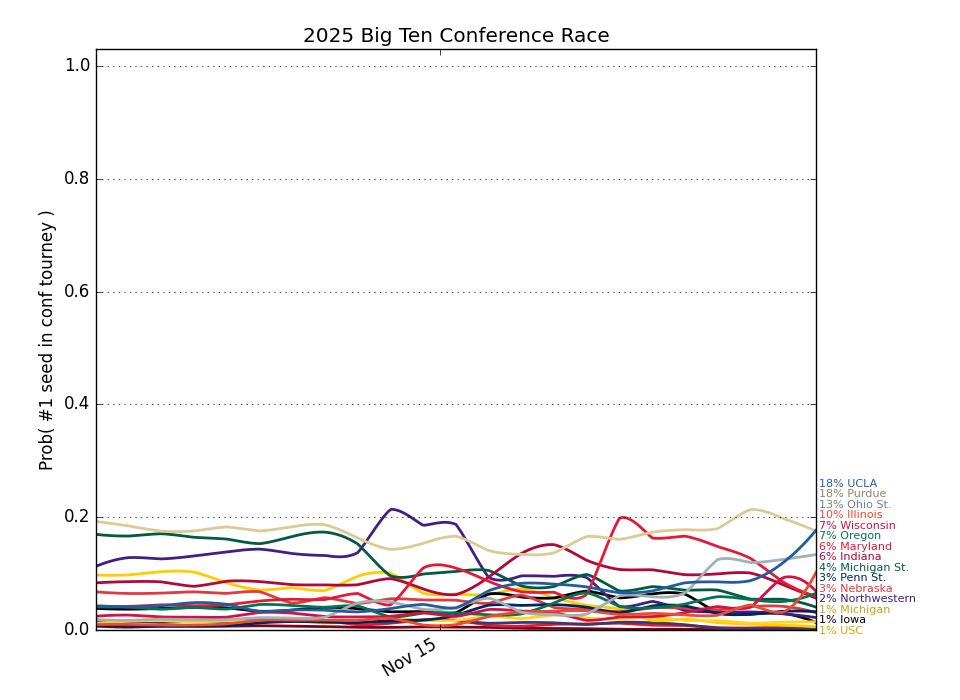 2025 Big Ten Conference Race
Prob( #1 seed in conf tourney )
1.0
0.8
0.6
0.4
0.2
0.0
Nov 15
18% UCLA
18% Purdue
13% Ohio St.
10% Illinois
7% Wisconsin
7% Oregon
6% Maryland
6% Indiana
4% Michigan St.
3% Penn St.
3% Nebraska
2% Northwestern
1% Michigan
1% Iowa
1% USC